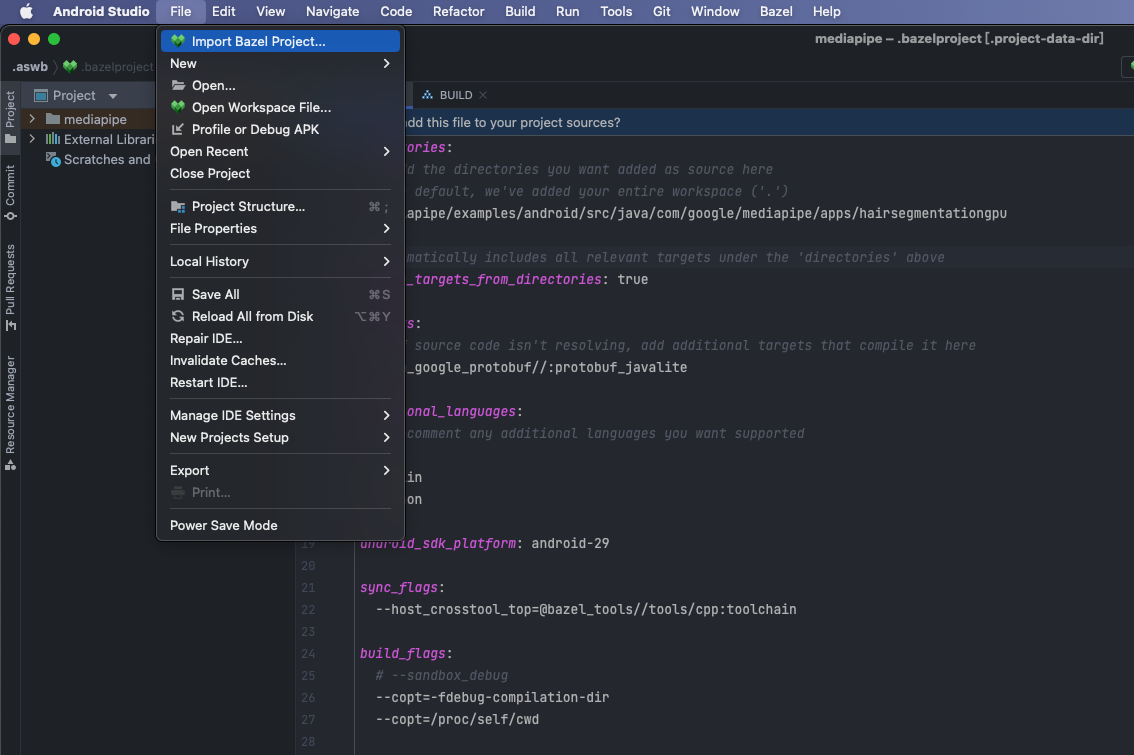 Android Studio File Edit View Navigate Code Refactor Build Run Tools Git Window Bazel Help
mediapipe – .bazelproject [.project-data-dir]
.aswb .bazelproject
Project
Commit
Pull Requests
Resource Manager
Project
mediapipe
External Librari
Scratches and
Import Bazel Project...
New
Open...
Open Workspace File...
Profile or Debug APK
Open Recent
Close Project
Project Structure... ⌘ ;
File Properties
Local History
Save All ⌘S
Reload All from Disk ⌥⌘Y
Repair IDE...
Invalidate Caches...
Restart IDE...
Manage IDE Settings
New Projects Setup
Export
Print...
Power Save Mode
BUILD
dd this file to your project sources?
ories:
d the directories you want added as source here
default, we've added your entire workspace ('.')
iapipe/examples/android/src/java/com/google/mediapipe/apps/hairsegmentationgpu
matically includes all relevant targets under the 'directories' above
_targets_from_directories: true
s:
source code isn't resolving, add additional targets that compile it here
_google_protobuf//:protobuf_javalite
onal_languages:
comment any additional languages you want supported
in
on
19 android_sdk_platform: android-29
20
21 sync_flags:
22 --host_crosstool_top=@bazel_tools//tools/cpp:toolchain
23
24 build_flags:
25 # --sandbox_debug
26 --copt=-fdebug-compilation-dir
27 --copt=/proc/self/cwd
28